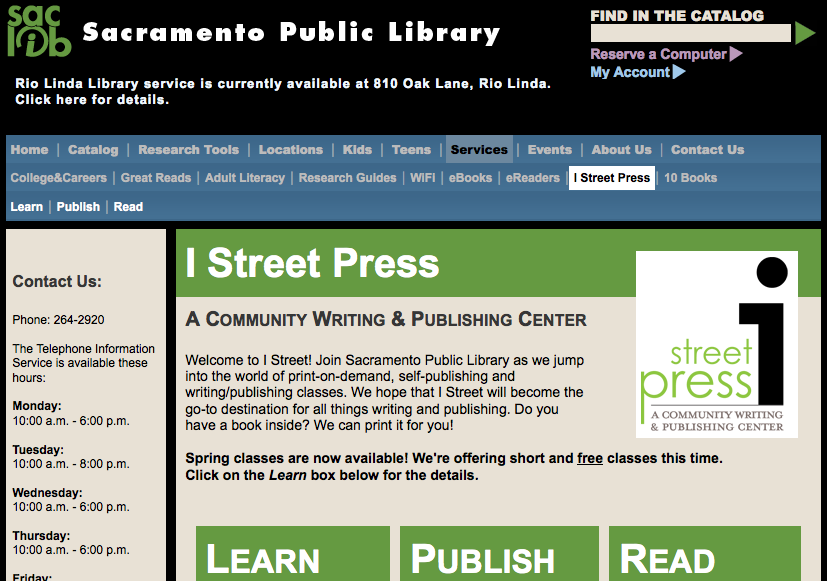 sac
lib
Sacramento Public Library
FIND IN THE CATALOG
Reserve a Computer
My Account
Rio Linda Library service is currently available at 810 Oak Lane, Rio Linda.
Click here for details.
Home | Catalog | Research Tools | Locations | Kids | Teens | Services | Events | About Us | Contact Us
College&Careers | Great Reads | Adult Literacy | Research Guides | WIFI | eBooks | eReaders | I Street Press | 10 Books
Learn | Publish | Read
Contact Us:
Phone: 264-2920
The Telephone Information
Service is available these
hours:
Monday:
10:00 a.m. - 6:00 p.m.
Tuesday:
10:00 a.m. - 8:00 p.m.
Wednesday:
10:00 a.m. - 6:00 p.m.
Thursday:
10:00 a.m. - 6:00 p.m.
Friday:
I Street Press
A COMMUNITY WRITING & PUBLISHING CENTER
Welcome to I Street! Join Sacramento Public Library as we jump
into the world of print-on-demand, self-publishing and
writing/publishing classes. We hope that I Street will become the
go-to destination for all things writing and publishing. Do you
have a book inside? We can print it for you!
i
street
press
A COMMUNITY WRITING
& PUBLISHING CENTER
Spring classes are now available! We're offering short and free classes this time.
Click on the Learn box below for the details.
LEARN
PUBLISH
READ